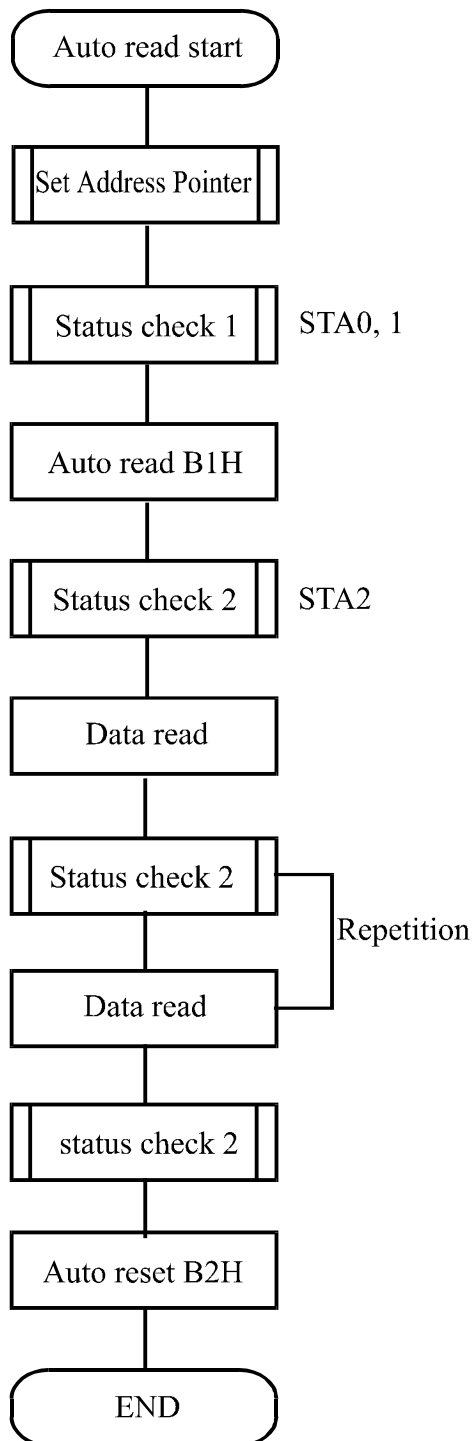 Auto read start
Set Address Pointer
Status check 1
STA0, 1
Auto read B1H
Status check 2
STA2
Data read
Status check 2
Repetition
Data read
status check 2
Auto reset B2H
END